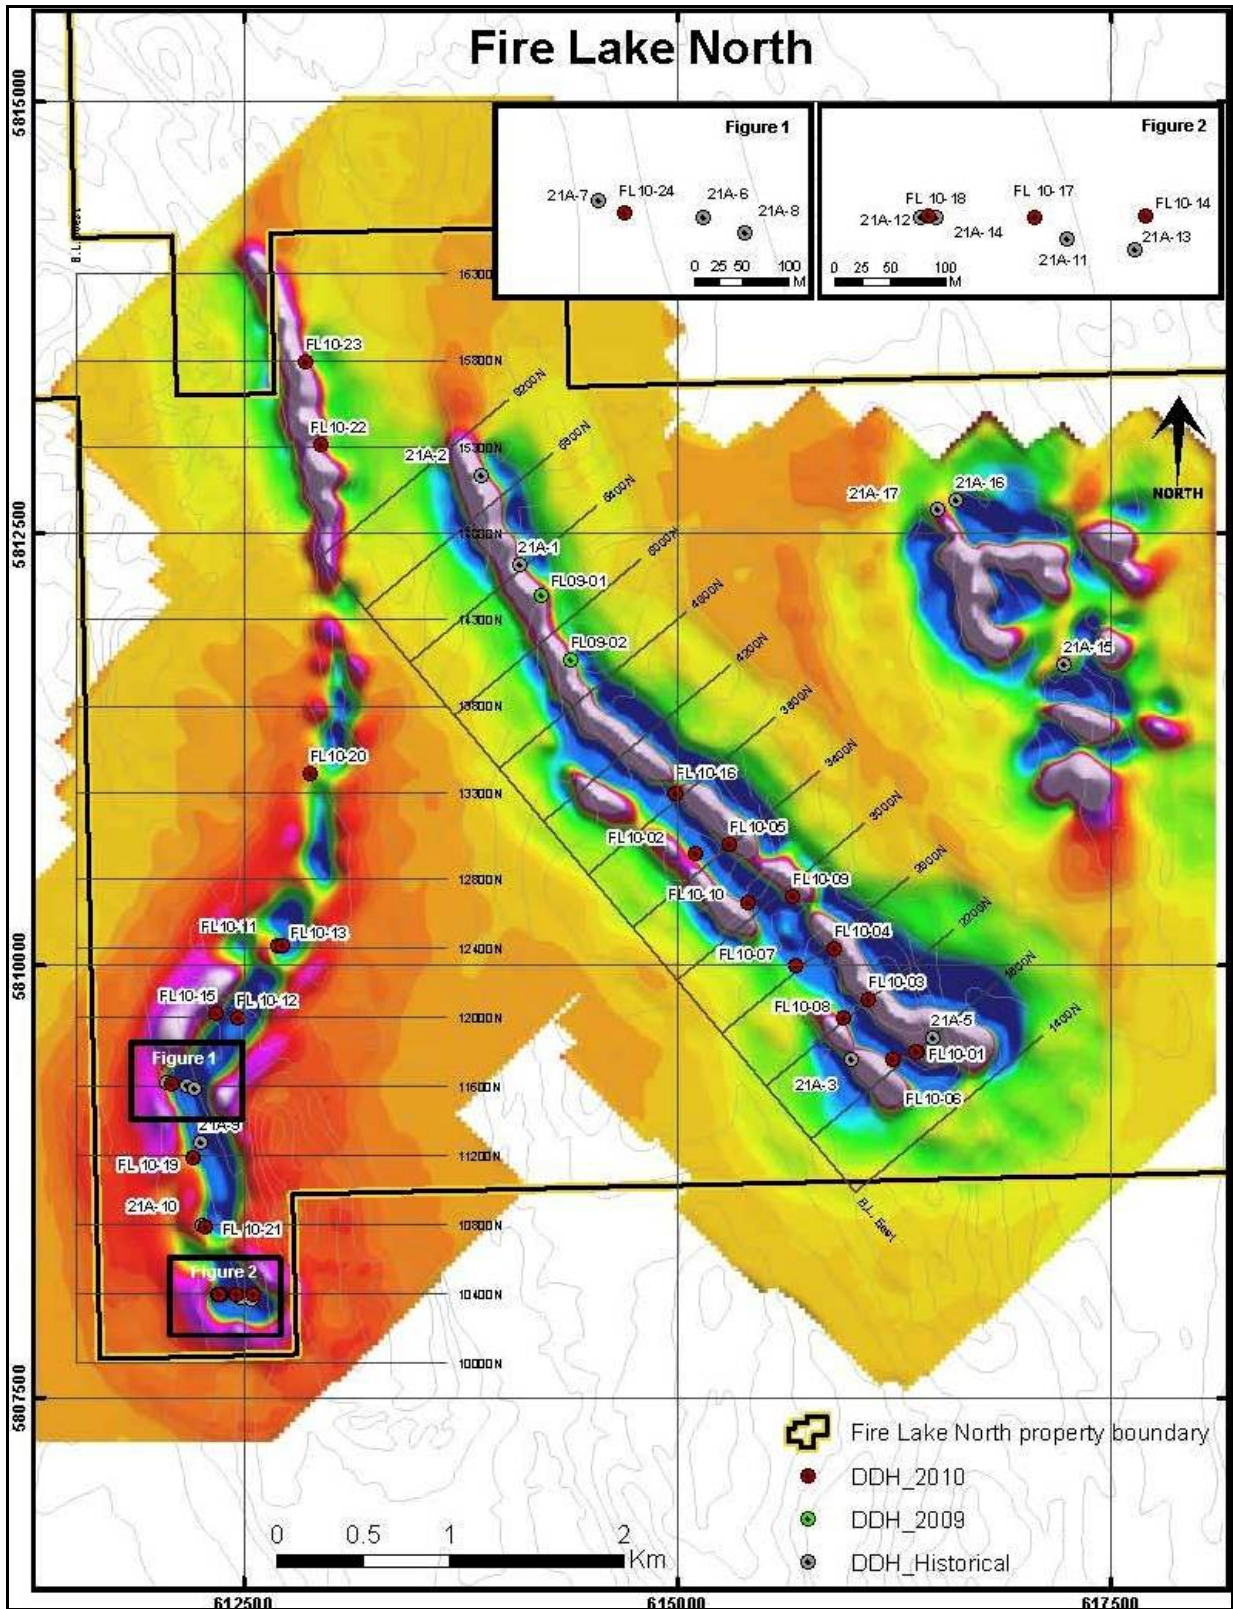 Fire Lake North
5815000
Figure 1
21A-7
FL10-24
21A-6
21A-8
0 25 50 100
M
Figure 2
FL 10-18
FL 10-17
FL10-14
21A-12
21A-14
21A-11
21A-13
0 25 50 100
M
16300N
FL10-23
15800N
6200N
FL10-22
15300N
21A-2
5800N
5400N
21A-17
21A-16
NORTH
5812500
21A-1
5000N
FL09-01
4600N
14300N
FL09-02
4200N
21A-15
13800N
3800N
FL10-20
FL10-16
3400N
13300N
FL10-02
FL10-05
3000N
12800N
FL10-10
FL10-09
2600N
FL10-11
FL10-13
FL10-04
2200N
12400N
FL10-07
5810000
1800N
FL10-15
FL10-12
FL10-03
12000N
FL10-08
1400N
21A-5
Figure 1
FL10-01
11600N
21A-3
FL10-06
21A-9
FL 10-19
11200N
21A-10
FL 10-21
10800N
Figure 2
10400N
10000N
5807500
Fire Lake North property boundary
DDH_2010
DDH_2009
DDH_Historical
0 0.5 1 2
Km
612500
615000
617500